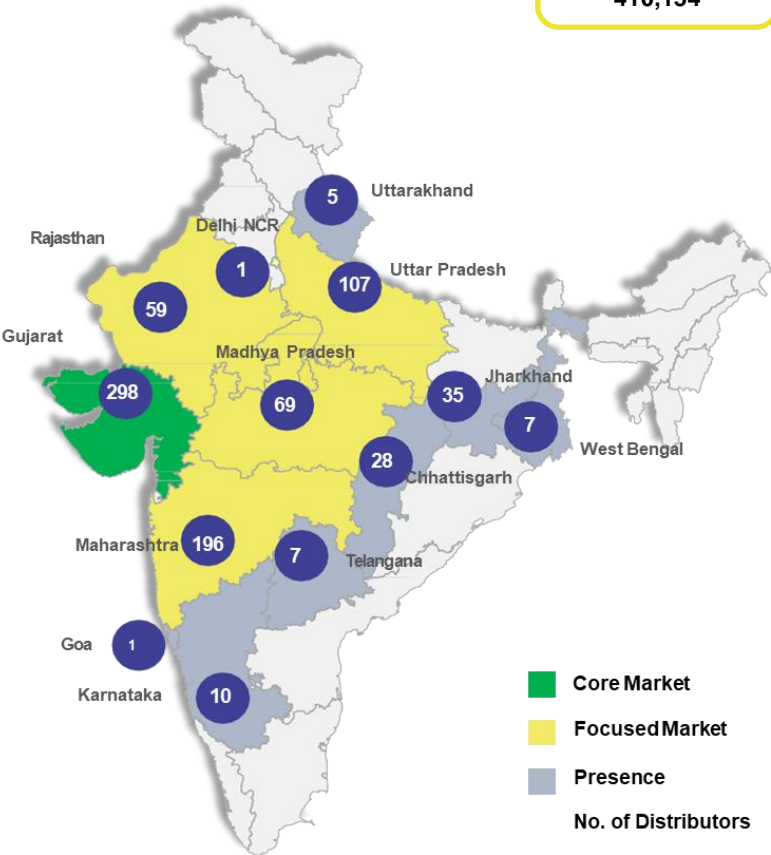 5
Uttarakhand
Delhi NCR
Rajasthan
1
Uttar Pradesh
107
59
Gujarat
Madhya Pradesh
298
69
Jharkhand
35
7
West Bengal
28
Chhattisgarh
Maharashtra
196
7
Telangana
Goa
1
Karnataka
10
Core Market
Focused Market
Presence
No. of Distributors